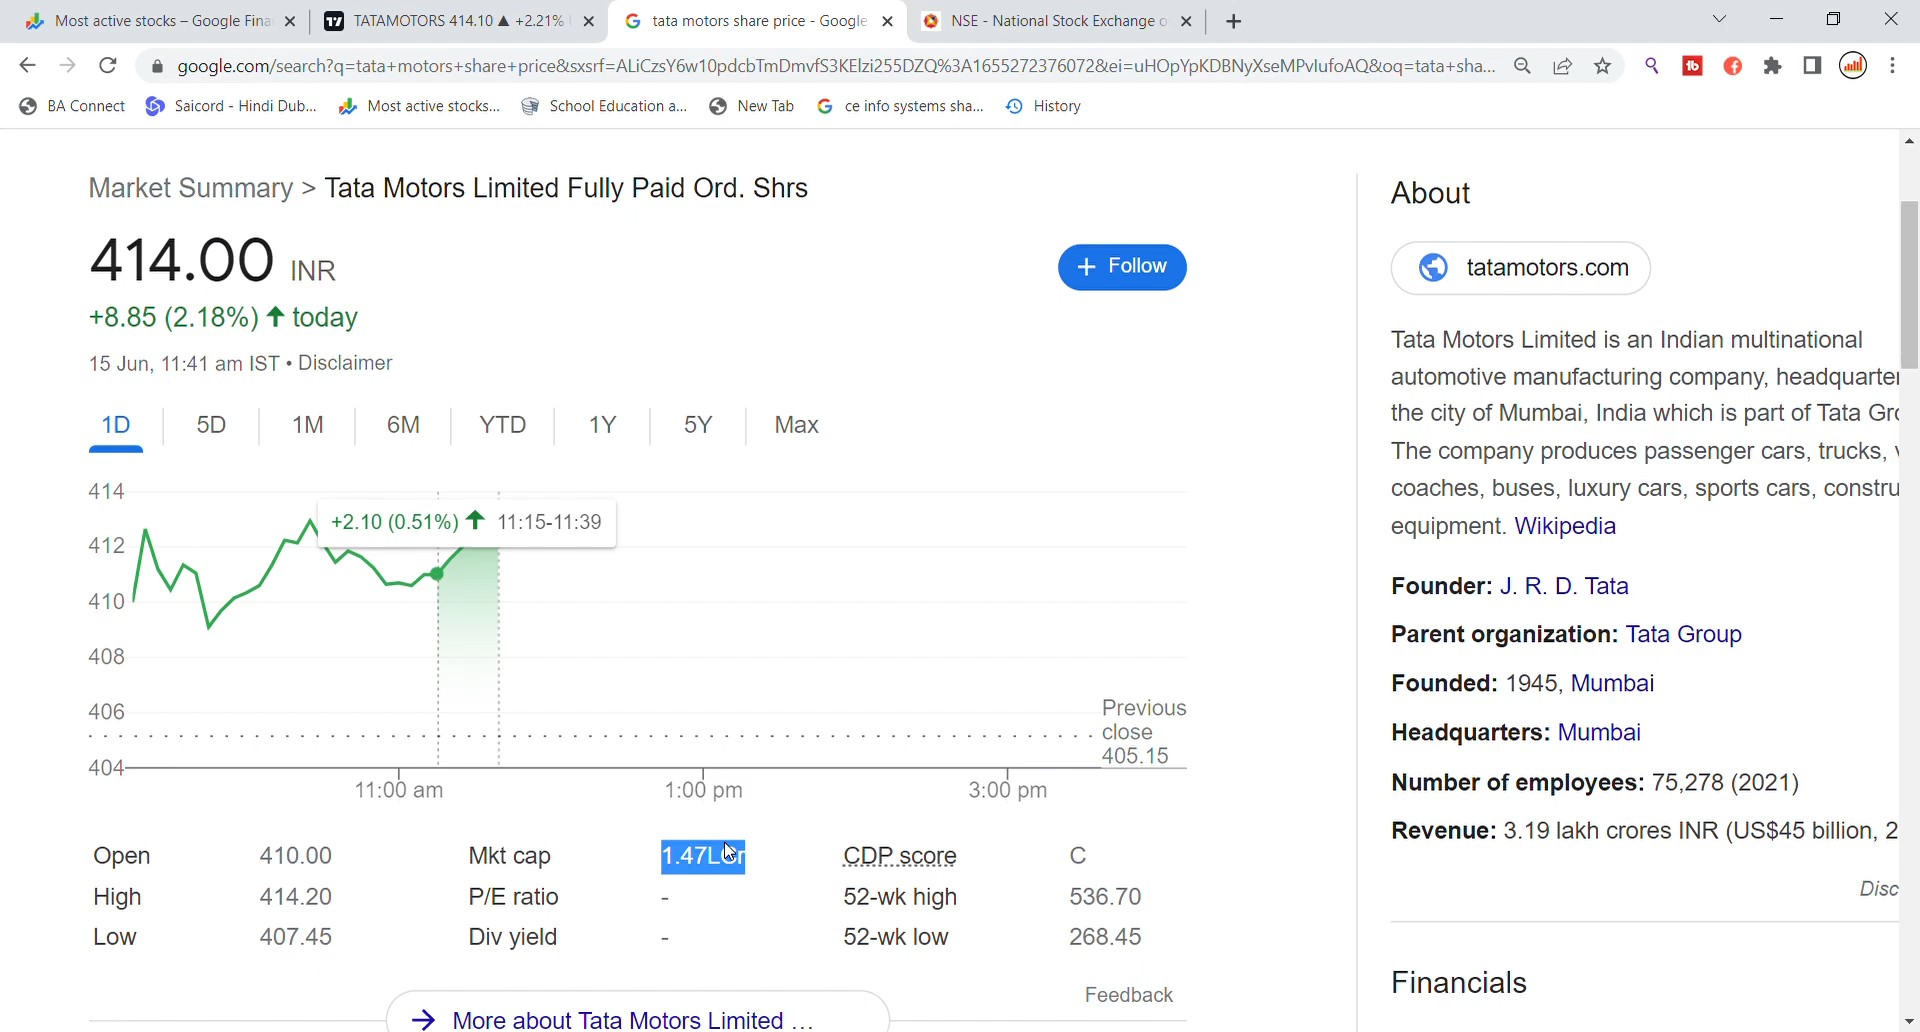 Most active stocks – Google Fina
TATAMOTORS 414.10 ▲ +2.21%
tata motors share price - Google
NSE - National Stock Exchange o
google.com/search?q=tata+motors+share+price&sxsrf=ALiCzsY6w10pdcbTmDmvfS3KElzi255DZQ%3A1655272376072&ei=uHOpYpKDBNyXseMPvIufoAQ&oq=tata+sha...
BA Connect
Saicord - Hindi Dub...
Most active stocks...
School Education a...
New Tab
ce info systems sha...
History
Market Summary > Tata Motors Limited Fully Paid Ord. Shrs
414.00 INR
+ Follow
+8.85 (2.18%) ↑ today
15 Jun, 11:41 am IST • Disclaimer
1D 5D 1M 6M YTD 1Y 5Y Max
414
+2.10 (0.51%) ↑ 11:15-11:39
412
410
408
406
Previous
close
405.15
404
11:00 am 1:00 pm 3:00 pm
Open 410.00 Mkt cap 1.47LCr CDP score C
High 414.20 P/E ratio - 52-wk high 536.70
Low 407.45 Div yield - 52-wk low 268.45
Feedback
→ More about Tata Motors Limited ...
About
tatamotors.com
Tata Motors Limited is an Indian multinational
automotive manufacturing company, headquarter
the city of Mumbai, India which is part of Tata Gro
The company produces passenger cars, trucks, v
coaches, buses, luxury cars, sports cars, constru
equipment. Wikipedia
Founder: J. R. D. Tata
Parent organization: Tata Group
Founded: 1945, Mumbai
Headquarters: Mumbai
Number of employees: 75,278 (2021)
Revenue: 3.19 lakh crores INR (US$45 billion, 2
Disc
Financials